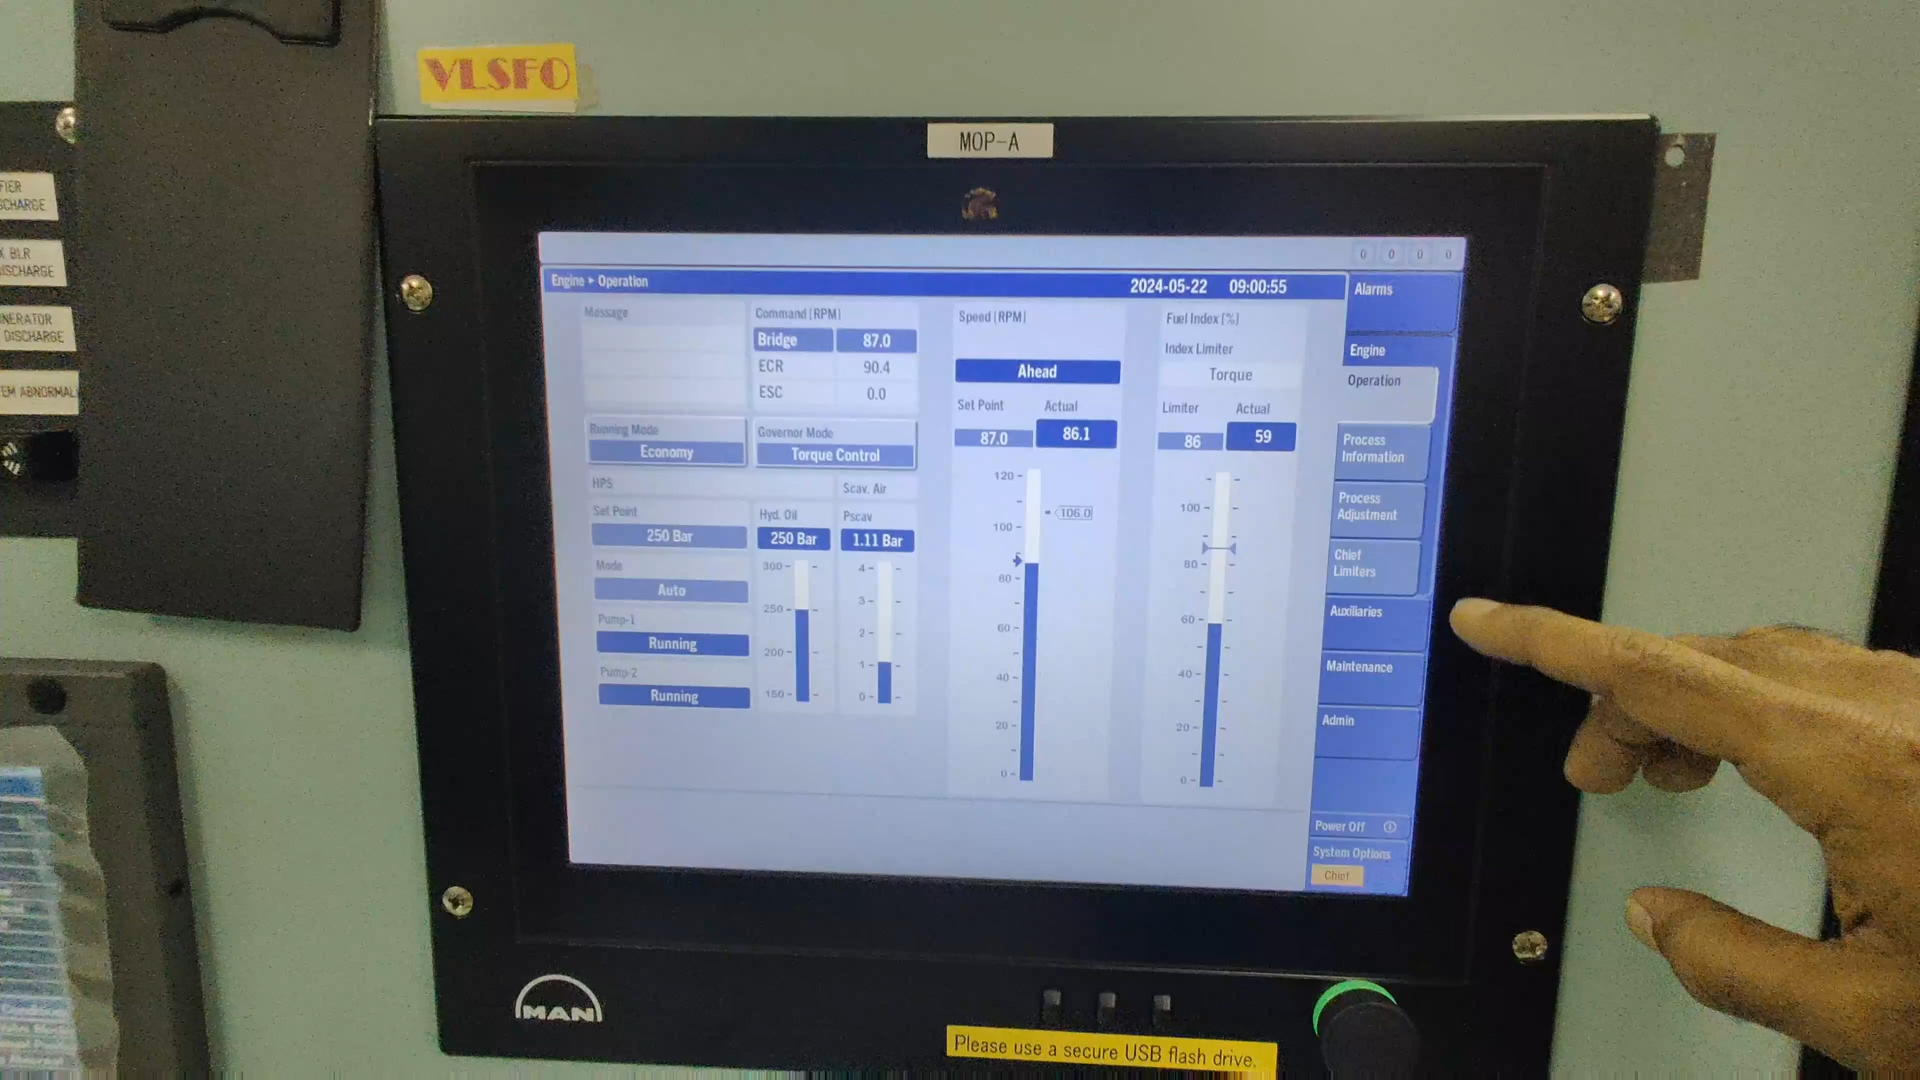 VLSFO
MOP-A
FIER
SCHARGE
X BLR
DISCHARGE
NERATOR
DISCHARGE
TEM ABNORMAL
0 0 0 0
Engine ▸ Operation
2024-05-22 09:00:55
Message
Command (RPM)
Bridge 87.0
ECR 90.4
ESC 0.0
Running Mode
Economy
Governor Mode
Torque Control
HPS
Set Point
250 Bar
Mode
Auto
Pump-1
Running
Pump-2
Running
Hyd. Oil
250 Bar
300
250
200
150
Scav. Air
Pscav
1.11 Bar
4
3
2
1
0
Speed (RPM)
Ahead
Set Point Actual
87.0 86.1
120
100
80
60
40
20
0
106.0
Fuel Index (%)
Index Limiter
Torque
Limiter Actual
86 59
100
80
60
40
20
0
Alarms
Engine
Operation
Process
Information
Process
Adjustment
Chief
Limiters
Auxiliaries
Maintenance
Admin
Power Off
System Options
Chief
MAN
Please use a secure USB flash drive.